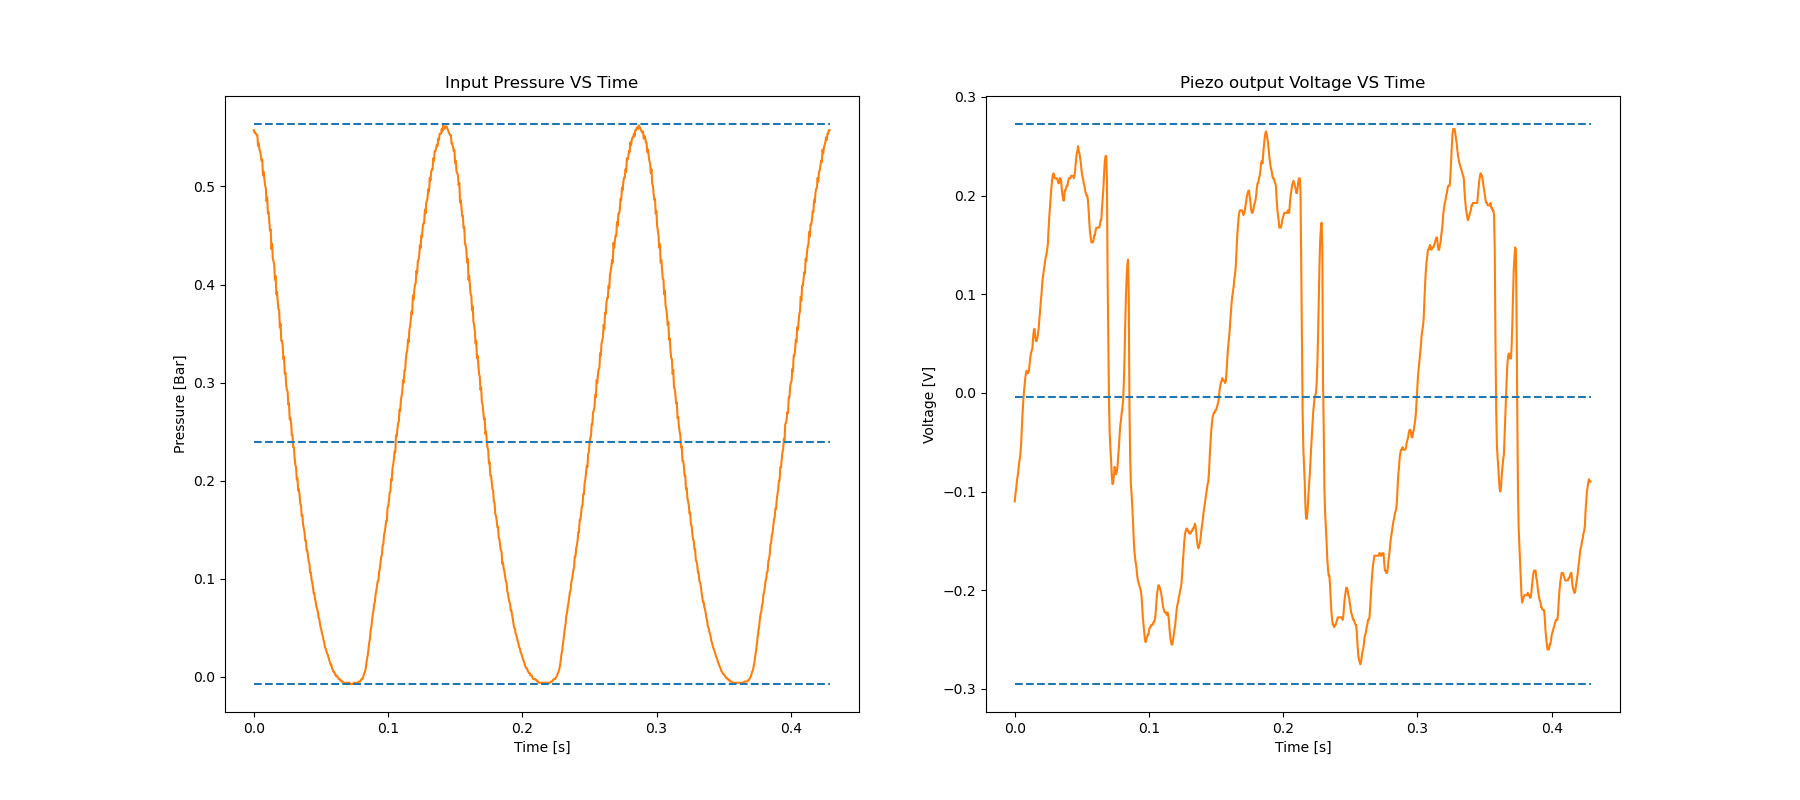 Input Pressure VS Time
Pressure [Bar]
0.5
0.4
0.3
0.2
0.1
0.0
0.0 0.1 0.2 0.3 0.4
Time [s]
Piezo output Voltage VS Time
Voltage [V]
0.3
0.2
0.1
0.0
−0.1
−0.2
−0.3
0.0 0.1 0.2 0.3 0.4
Time [s]